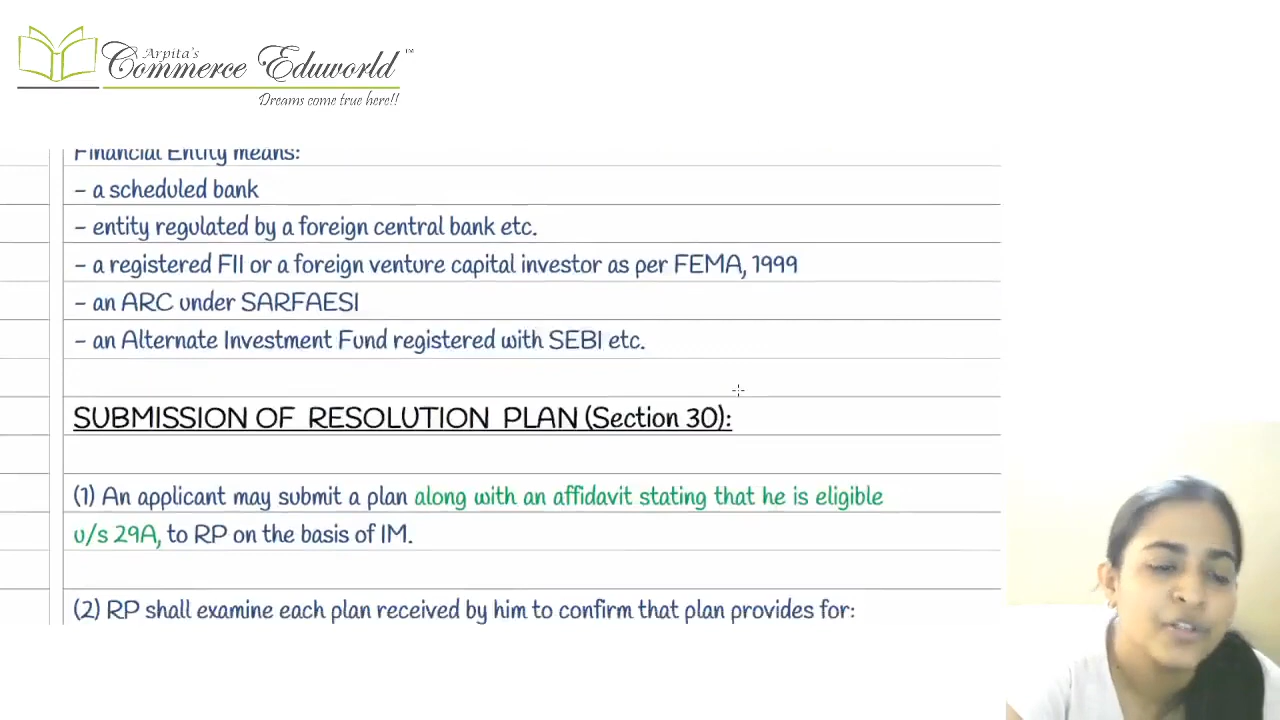 Arpita's
Commerce Eduworld ™
Dreams come true here!!
Financial Entity means:
- a scheduled bank
- entity regulated by a foreign central bank etc.
- a registered FII or a foreign venture capital investor as per FEMA, 1999
- an ARC under SARFAESI
- an Alternate Investment Fund registered with SEBI etc.
SUBMISSION OF RESOLUTION PLAN (Section 30):
(1) An applicant may submit a plan along with an affidavit stating that he is eligible
u/s 29A, to RP on the basis of IM.
(2) RP shall examine each plan received by him to confirm that plan provides for: